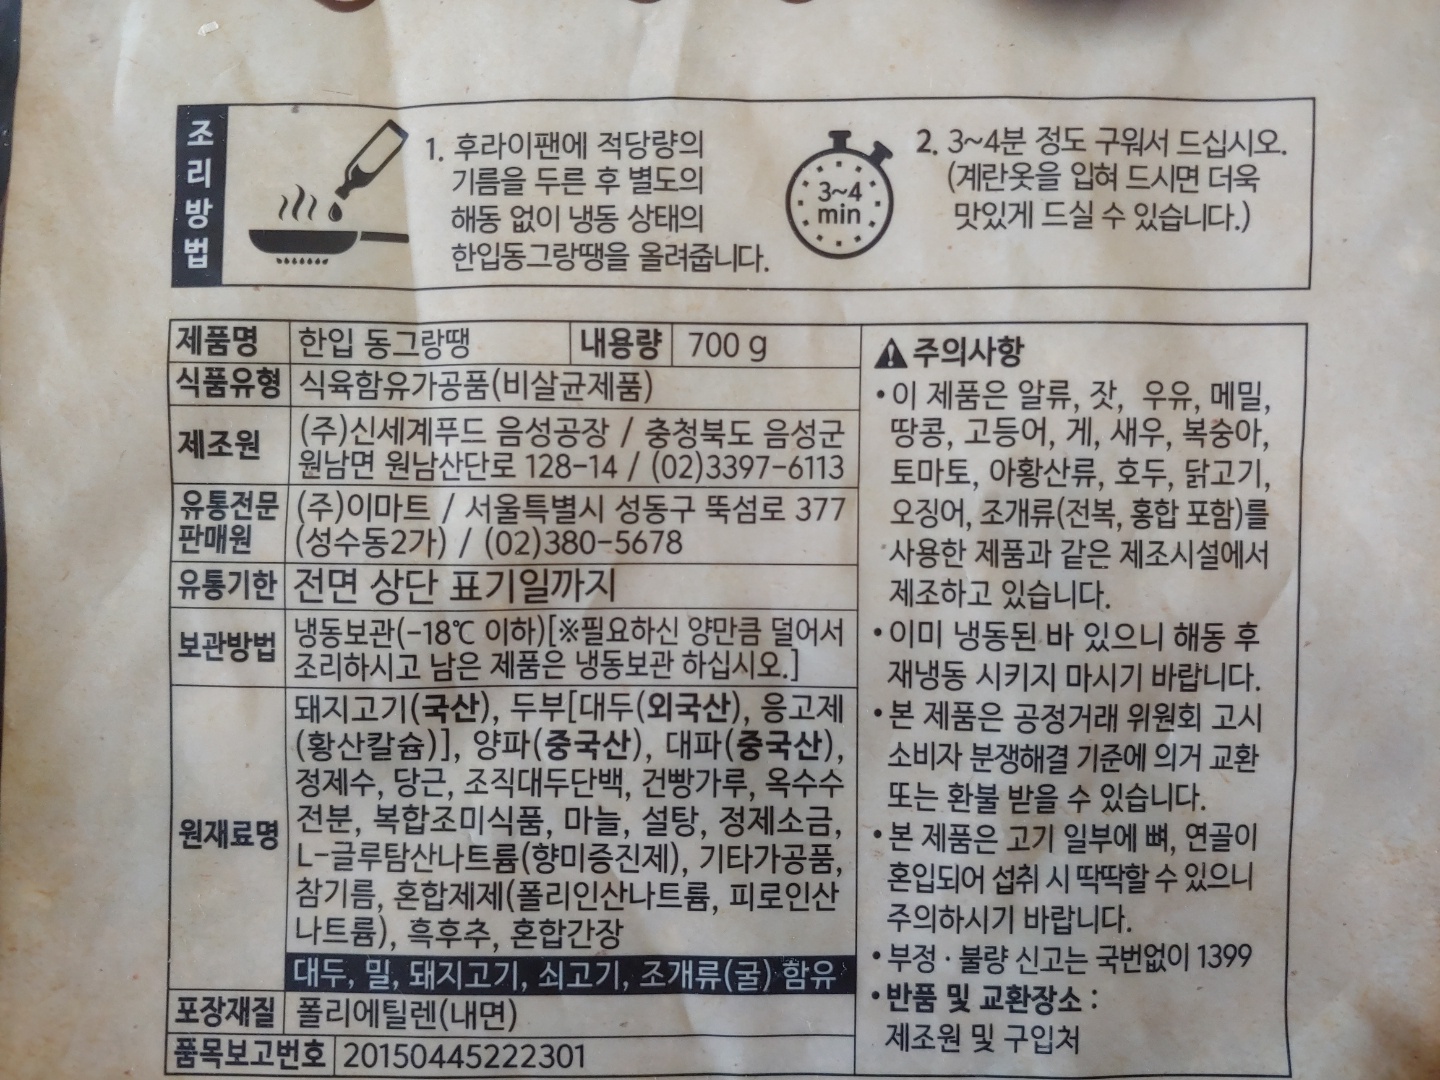 조리방법
1. 후라이팬에 적당량의
기름을 두른 후 별도의
해동 없이 냉동 상태의
한입동그랑땡을 올려줍니다.
3~4
min
2. 3~4분 정도 구워서 드십시오.
(계란옷을 입혀 드시면 더욱
맛있게 드실 수 있습니다.)
제품명 한입 동그랑땡 내용량 700 g
식품유형 식육함유가공품(비살균제품)
제조원 (주)신세계푸드 음성공장 / 충청북도 음성군
원남면 원남산단로 128-14 / (02)3397-6113
유통전문 (주)이마트 / 서울특별시 성동구 뚝섬로 377
판매원 (성수동2가) / (02)380-5678
유통기한 전면 상단 표기일까지
보관방법 냉동보관(-18℃ 이하)[※필요하신 양만큼 덜어서
조리하시고 남은 제품은 냉동보관 하십시오.]
원재료명 돼지고기(국산), 두부[대두(외국산), 응고제
(황산칼슘)], 양파(중국산), 대파(중국산),
정제수, 당근, 조직대두단백, 건빵가루, 옥수수
전분, 복합조미식품, 마늘, 설탕, 정제소금,
L-글루탐산나트륨(향미증진제), 기타가공품,
참기름, 혼합제제(폴리인산나트륨, 피로인산
나트륨), 흑후추, 혼합간장
대두, 밀, 돼지고기, 쇠고기, 조개류(굴) 함유
포장재질 폴리에틸렌(내면)
품목보고번호 20150445222301
주의사항
• 이 제품은 알류, 잣, 우유, 메밀,
땅콩, 고등어, 게, 새우, 복숭아,
토마토, 아황산류, 호두, 닭고기,
오징어, 조개류(전복, 홍합 포함)를
사용한 제품과 같은 제조시설에서
제조하고 있습니다.
• 이미 냉동된 바 있으니 해동 후
재냉동 시키지 마시기 바랍니다.
• 본 제품은 공정거래 위원회 고시
소비자 분쟁해결 기준에 의거 교환
또는 환불 받을 수 있습니다.
• 본 제품은 고기 일부에 뼈, 연골이
혼입되어 섭취 시 딱딱할 수 있으니
주의하시기 바랍니다.
• 부정 · 불량 신고는 국번없이 1399
• 반품 및 교환장소 :
제조원 및 구입처